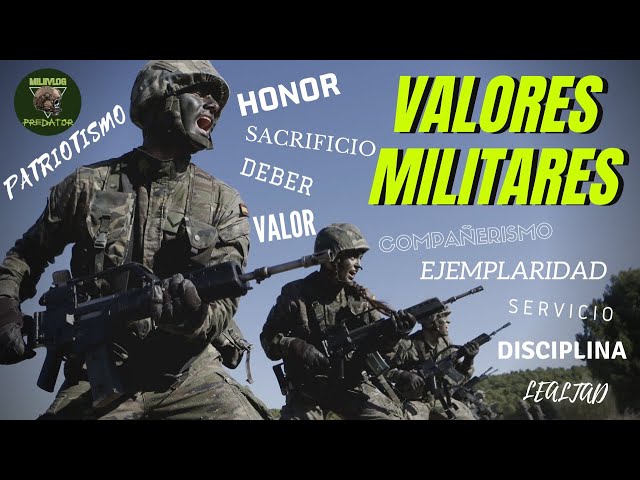 MILIVLOG
PREDATOR
PATRIOTISMO
HONOR
SACRIFICIO
DEBER
VALOR
VALORES
MILITARES
COMPAÑERISMO
EJEMPLARIDAD
SERVICIO
DISCIPLINA
LEALTAD